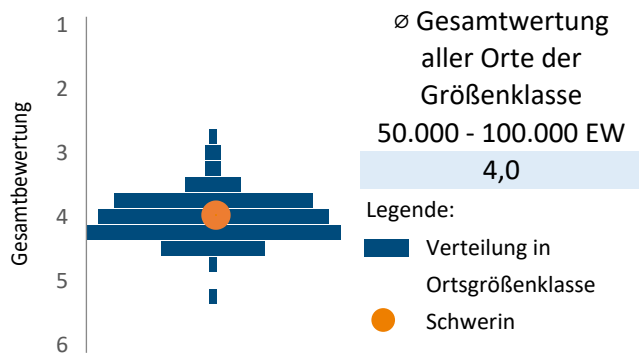 Gesamtbewertung
1
2
3
4
5
6
⌀ Gesamtwertung
aller Orte der
Größenklasse
50.000 - 100.000 EW
4,0
Legende:
Verteilung in
Ortsgrößenklasse
Schwerin